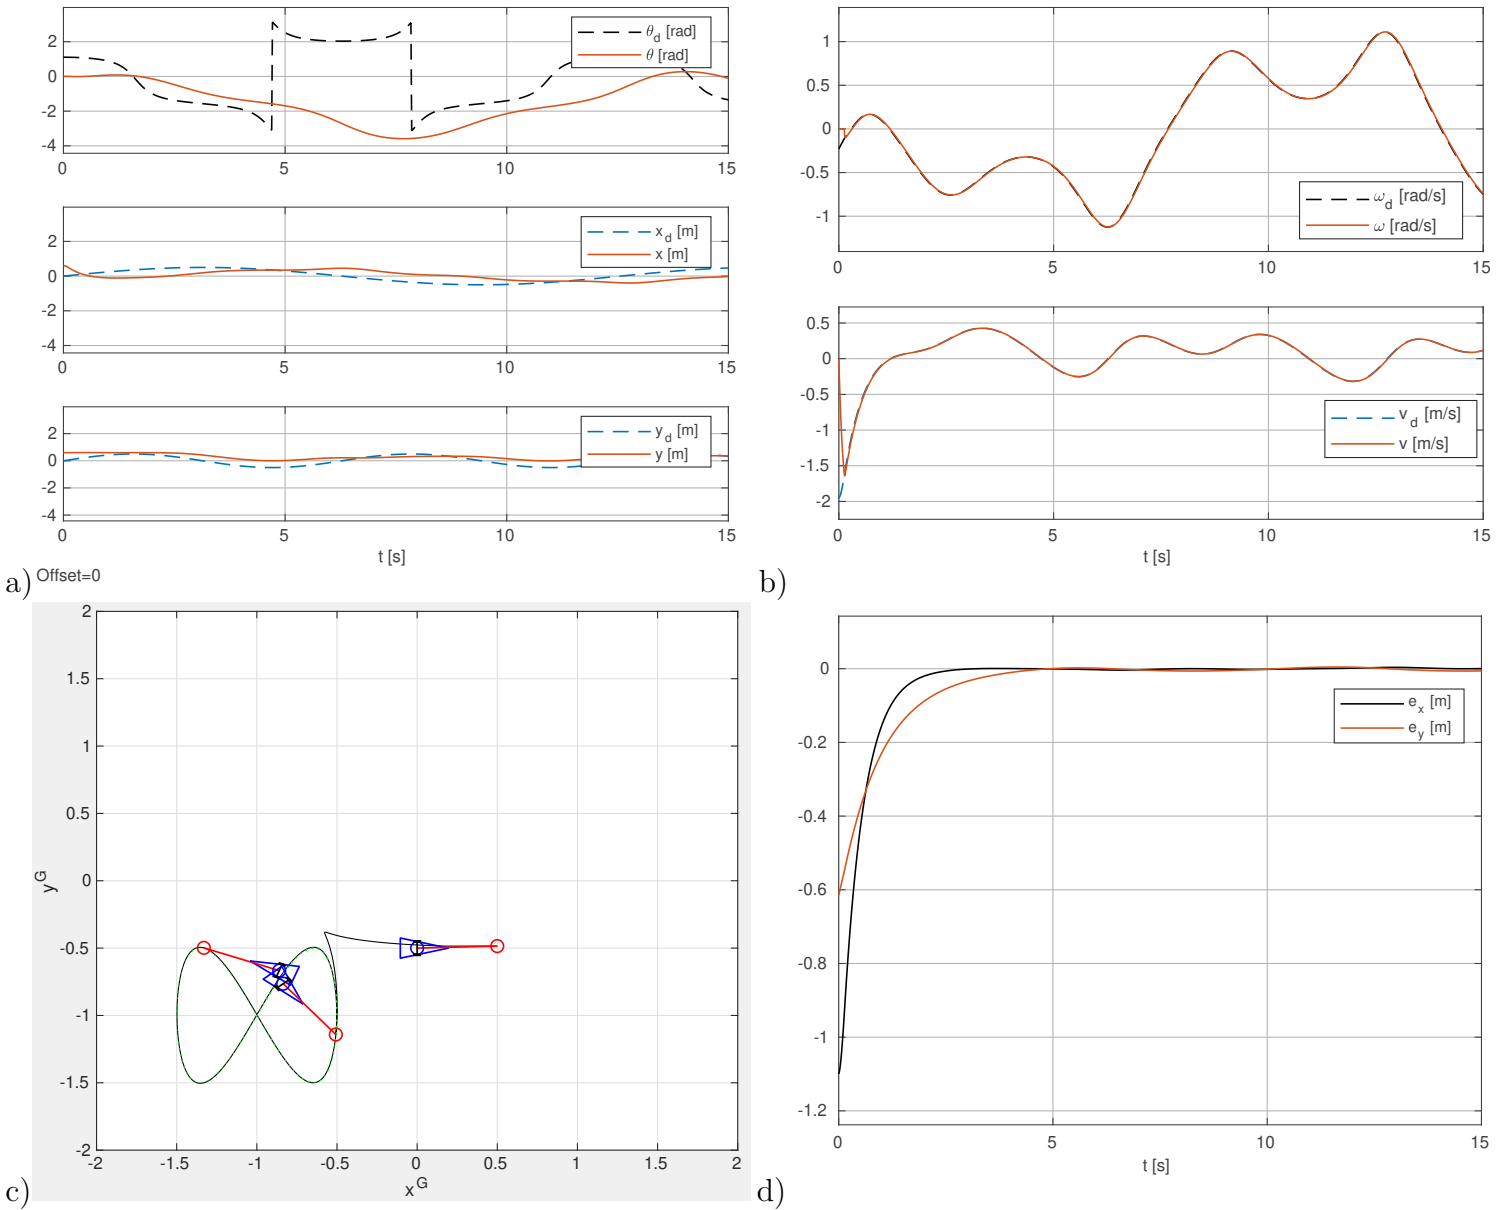 θd [rad]
θ [rad]
2
0
-2
-4
0 5 10 15
xd [m]
x [m]
2
0
-2
-4
0 5 10 15
yd [m]
y [m]
2
0
-2
-4
0 5 10 15
t [s]
a)
1
0.5
0
-0.5
-1
ωd [rad/s]
ω [rad/s]
0 5 10 15
0.5
0
-0.5
-1
-1.5
-2
vd [m/s]
v [m/s]
0 5 10 15
t [s]
b)
Offset=0
2
1.5
1
0.5
0
-0.5
-1
-1.5
-2
yG
-2 -1.5 -1 -0.5 0 0.5 1 1.5 2
xG
c)
0
-0.2
-0.4
-0.6
-0.8
-1
-1.2
ex [m]
ey [m]
0 5 10 15
t [s]
d)